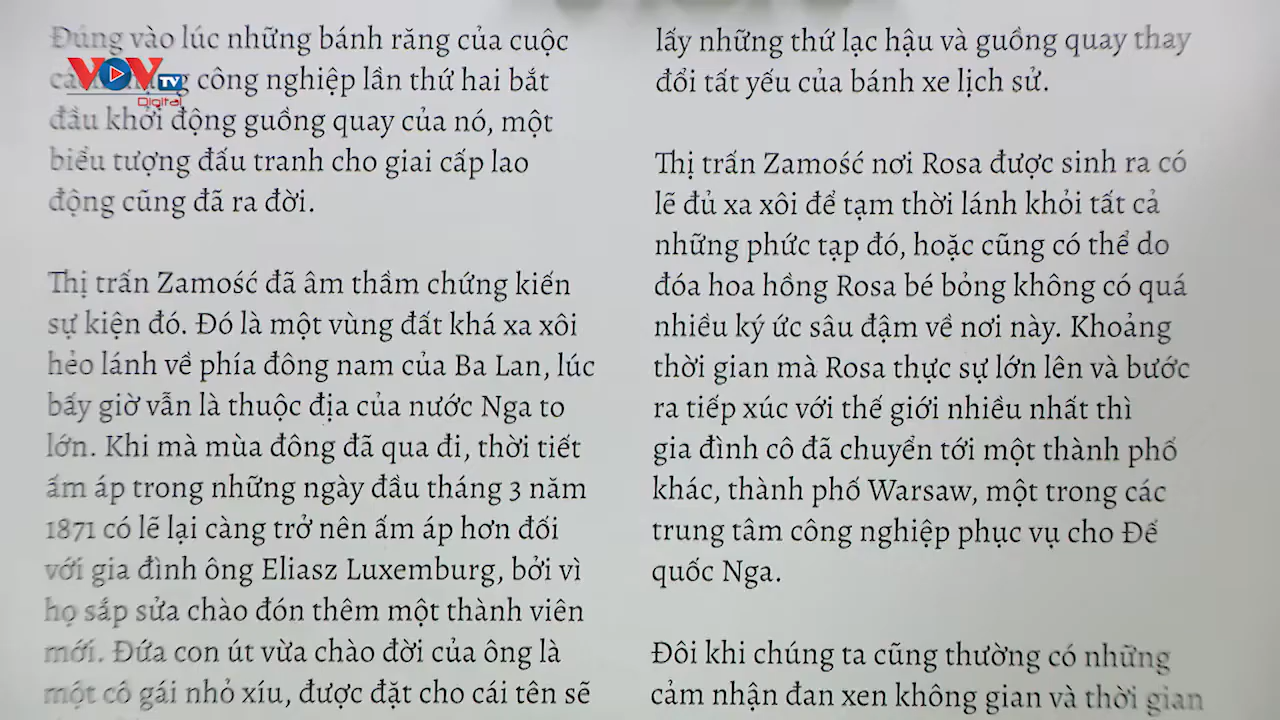 VOV TV
Digital
Đúng vào lúc những bánh răng của cuộc
công nghiệp lần thứ hai bắt
đầu khởi động guồng quay của nó, một
biểu tượng đấu tranh cho giai cấp lao
động cũng đã ra đời.
Thị trấn Zamość đã âm thầm chứng kiến
sự kiện đó. Đó là một vùng đất khá xa xôi
hẻo lánh về phía đông nam của Ba Lan, lúc
bấy giờ vẫn là thuộc địa của nước Nga to
lớn. Khi mà mùa đông đã qua đi, thời tiết
ấm áp trong những ngày đầu tháng 3 năm
1871 có lẽ lại càng trở nên ấm áp hơn đối
với gia đình ông Eliasz Luxemburg, bởi vì
họ sắp sửa chào đón thêm một thành viên
mới. Đứa con út vừa chào đời của ông là
một cô gái nhỏ xíu, được đặt cho cái tên sẽ
lấy những thứ lạc hậu và guồng quay thay
đổi tất yếu của bánh xe lịch sử.
Thị trấn Zamość nơi Rosa được sinh ra có
lẽ đủ xa xôi để tạm thời lánh khỏi tất cả
những phức tạp đó, hoặc cũng có thể do
đóa hoa hồng Rosa bé bỏng không có quá
nhiều ký ức sâu đậm về nơi này. Khoảng
thời gian mà Rosa thực sự lớn lên và bước
ra tiếp xúc với thế giới nhiều nhất thì
gia đình cô đã chuyển tới một thành phố
khác, thành phố Warsaw, một trong các
trung tâm công nghiệp phục vụ cho Đế
quốc Nga.
Đôi khi chúng ta cũng thường có những
cảm nhận đan xen không gian và thời gian